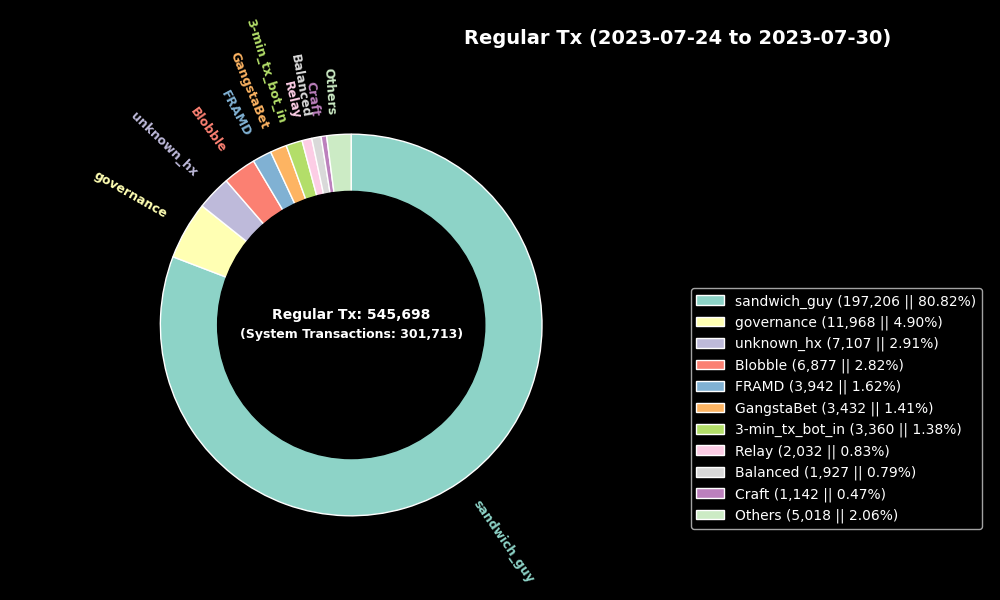 Regular Tx (2023-07-24 to 2023-07-30)
Others
Craft
Balanced
Relay
3-min_tx_bot_in
GangstaBet
FRAMD
Blobble
unknown_hx
governance
sandwich_guy
Regular Tx: 545,698
(System Transactions: 301,713)
sandwich_guy (197,206 || 80.82%)
governance (11,968 || 4.90%)
unknown_hx (7,107 || 2.91%)
Blobble (6,877 || 2.82%)
FRAMD (3,942 || 1.62%)
GangstaBet (3,432 || 1.41%)
3-min_tx_bot_in (3,360 || 1.38%)
Relay (2,032 || 0.83%)
Balanced (1,927 || 0.79%)
Craft (1,142 || 0.47%)
Others (5,018 || 2.06%)